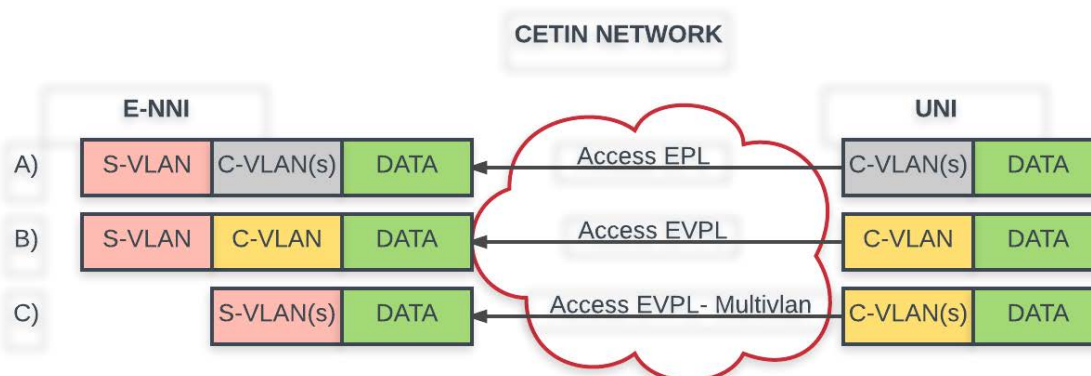 CETIN NETWORK
E-NNI UNI
A) S-VLAN C-VLAN(s) DATA Access EPL C-VLAN(s) DATA
B) S-VLAN C-VLAN DATA Access EVPL C-VLAN DATA
C) S-VLAN(s) DATA Access EVPL- Multivlan C-VLAN(s) DATA